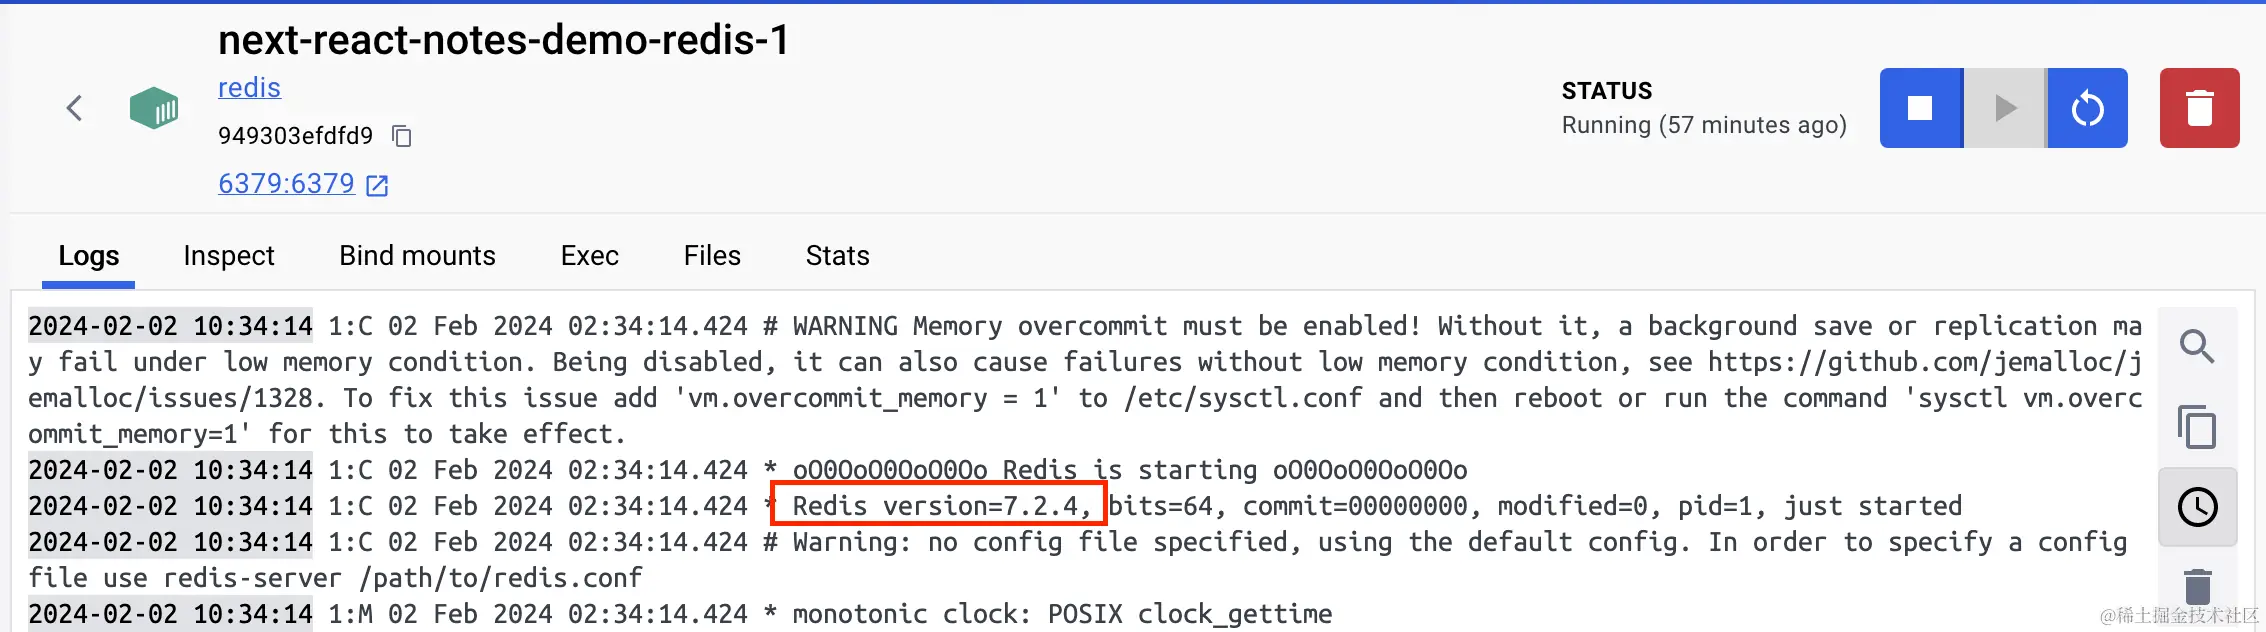 next-react-notes-demo-redis-1
redis
949303efdfd9
6379:6379
STATUS
Running (57 minutes ago)
Logs Inspect Bind mounts Exec Files Stats
2024-02-02 10:34:14 1:C 02 Feb 2024 02:34:14.424 # WARNING Memory overcommit must be enabled! Without it, a background save or replication ma
y fail under low memory condition. Being disabled, it can also cause failures without low memory condition, see https://github.com/jemalloc/j
emalloc/issues/1328. To fix this issue add 'vm.overcommit_memory = 1' to /etc/sysctl.conf and then reboot or run the command 'sysctl vm.overc
ommit_memory=1' for this to take effect.
2024-02-02 10:34:14 1:C 02 Feb 2024 02:34:14.424 * oO0OoO0OoO0Oo Redis is starting oO0OoO0OoO0Oo
2024-02-02 10:34:14 1:C 02 Feb 2024 02:34:14.424 * Redis version=7.2.4, bits=64, commit=00000000, modified=0, pid=1, just started
2024-02-02 10:34:14 1:C 02 Feb 2024 02:34:14.424 # Warning: no config file specified, using the default config. In order to specify a config
file use redis-server /path/to/redis.conf
2024-02-02 10:34:14 1:M 02 Feb 2024 02:34:14.424 * monotonic clock: POSIX clock_gettime
@稀土掘金技术社区